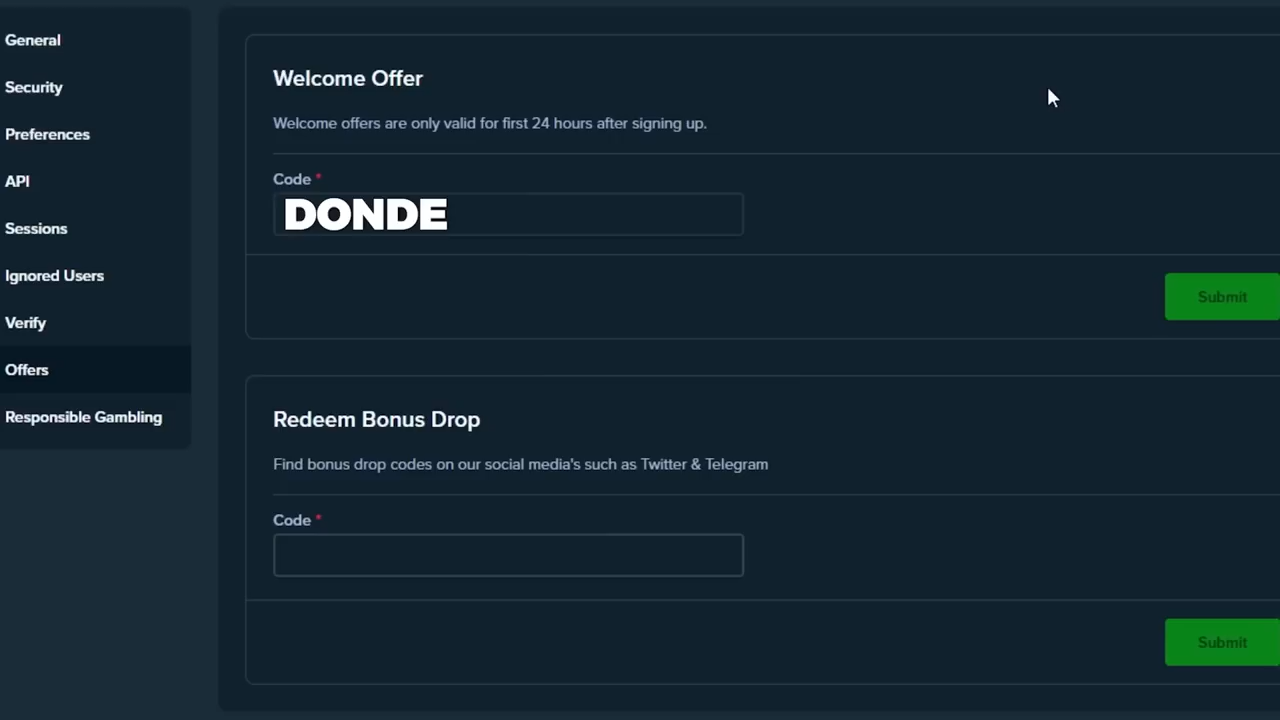 General
Security
Preferences
API
Sessions
Ignored Users
Verify
Offers
Responsible Gambling
Welcome Offer
Welcome offers are only valid for first 24 hours after signing up.
Code *
DONDE
Submit
Redeem Bonus Drop
Find bonus drop codes on our social media's such as Twitter & Telegram
Code *
Submit